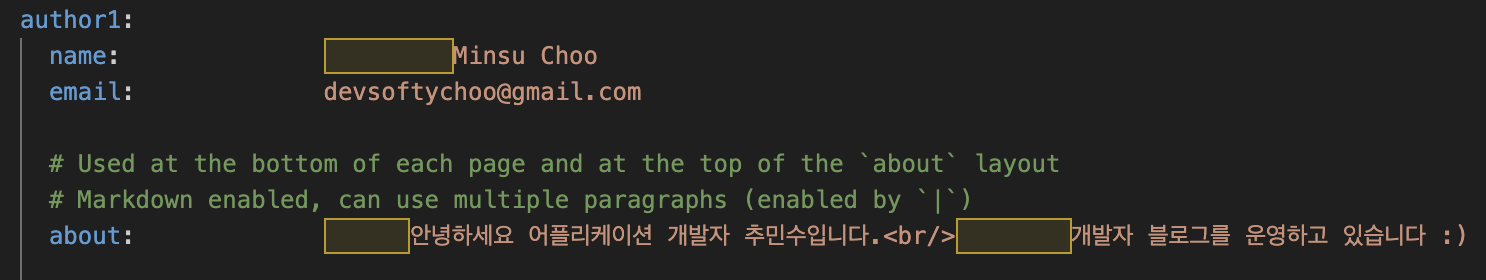 author1:
name: Minsu Choo
email: devsoftychoo@gmail.com
# Used at the bottom of each page and at the top of the `about` layout
# Markdown enabled, can use multiple paragraphs (enabled by `|`)
about: 안녕하세요 어플리케이션 개발자 추민수입니다.<br/>개발자 블로그를 운영하고 있습니다 :)